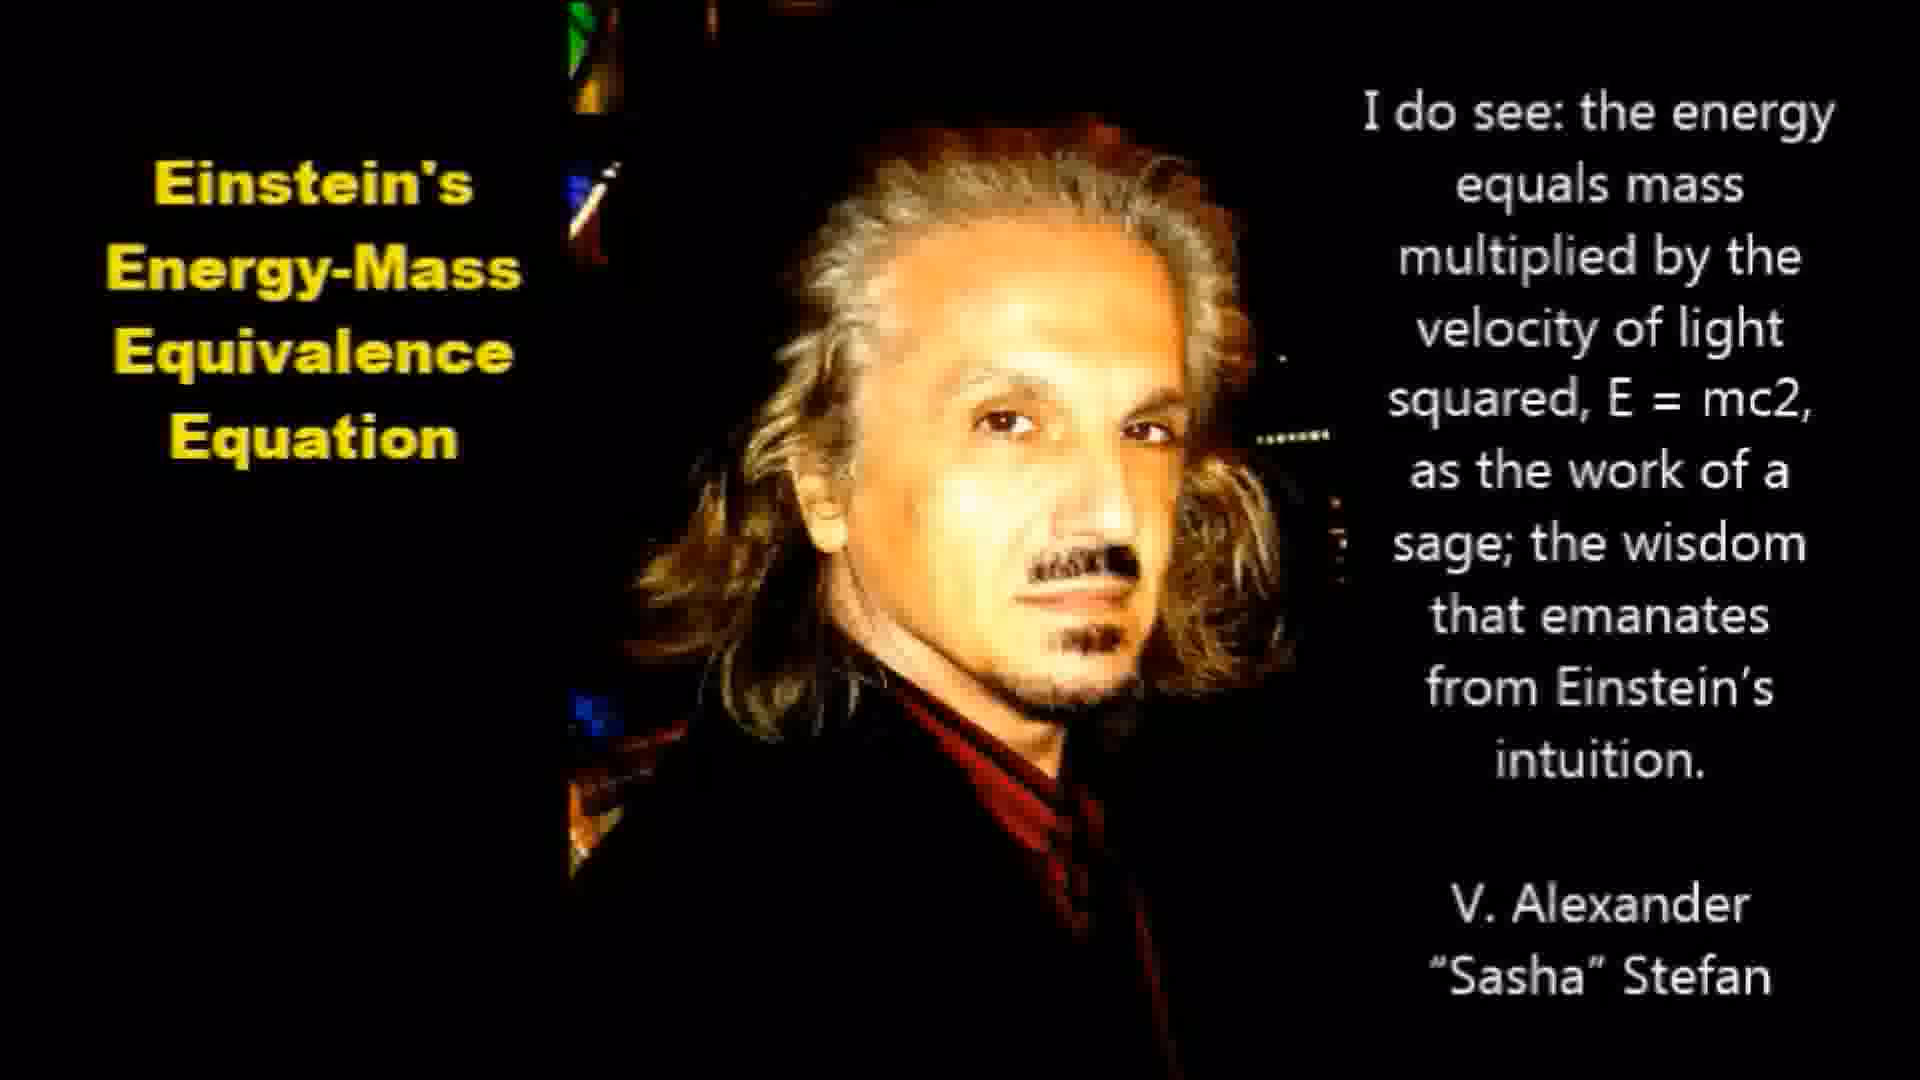 Einstein's
Energy-Mass
Equivalence
Equation
I do see: the energy
equals mass
multiplied by the
velocity of light
squared, E = mc2,
as the work of a
sage; the wisdom
that emanates
from Einstein’s
intuition.
V. Alexander
“Sasha” Stefan